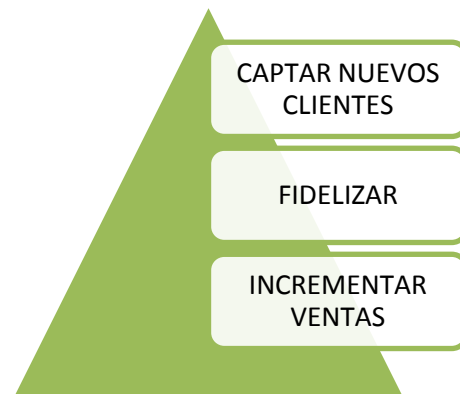 CAPTAR NUEVOS
CLIENTES
FIDELIZAR
INCREMENTAR
VENTAS